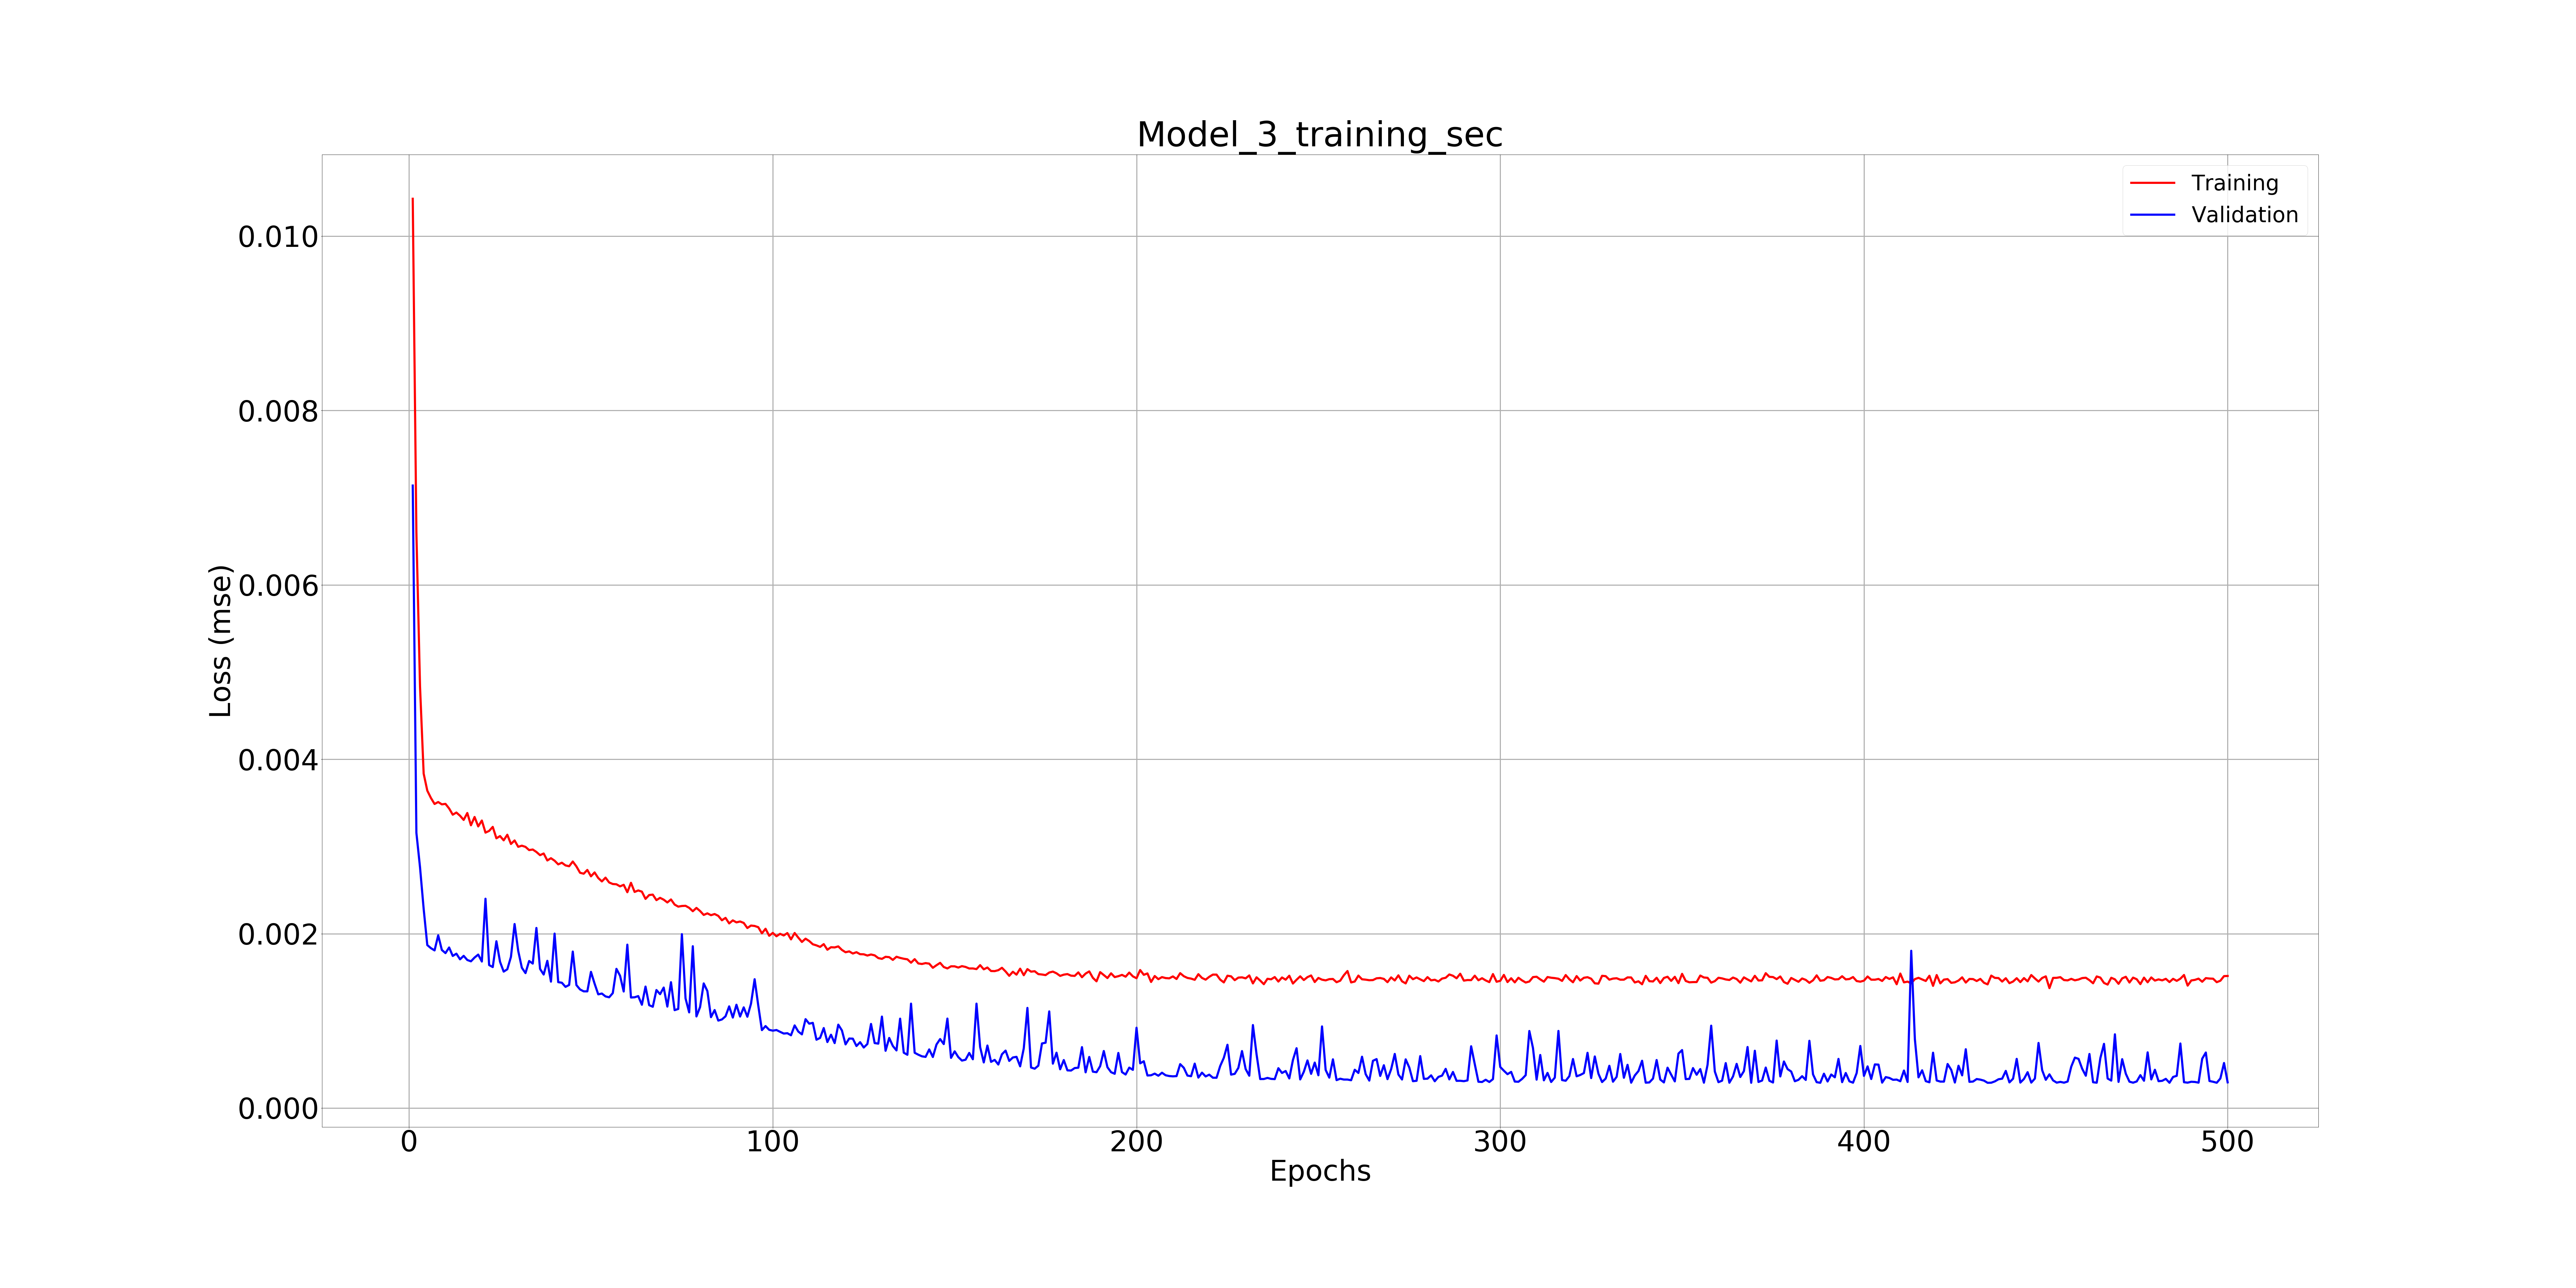 Model_3_training_sec
Training
Validation
0.010
0.008
0.006
0.004
0.002
0.000
Loss (mse)
0 100 200 300 400 500
Epochs